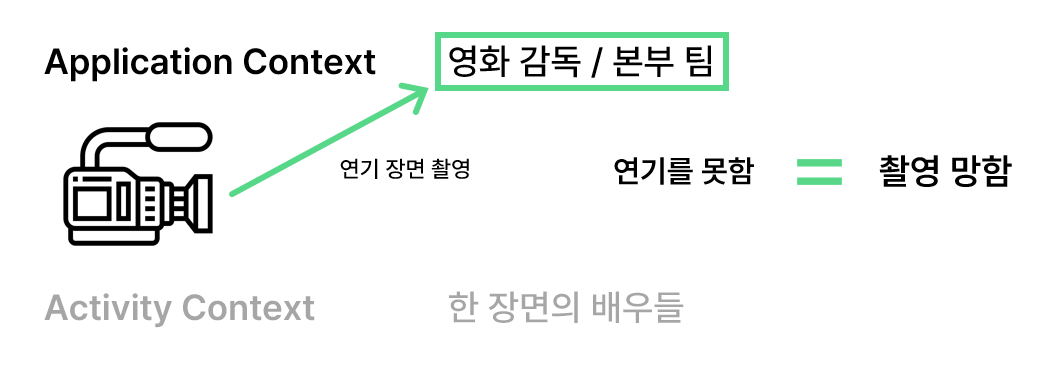 Application Context
영화 감독 / 본부 팀
연기 장면 촬영
연기를 못함 = 촬영 망함
Activity Context
한 장면의 배우들